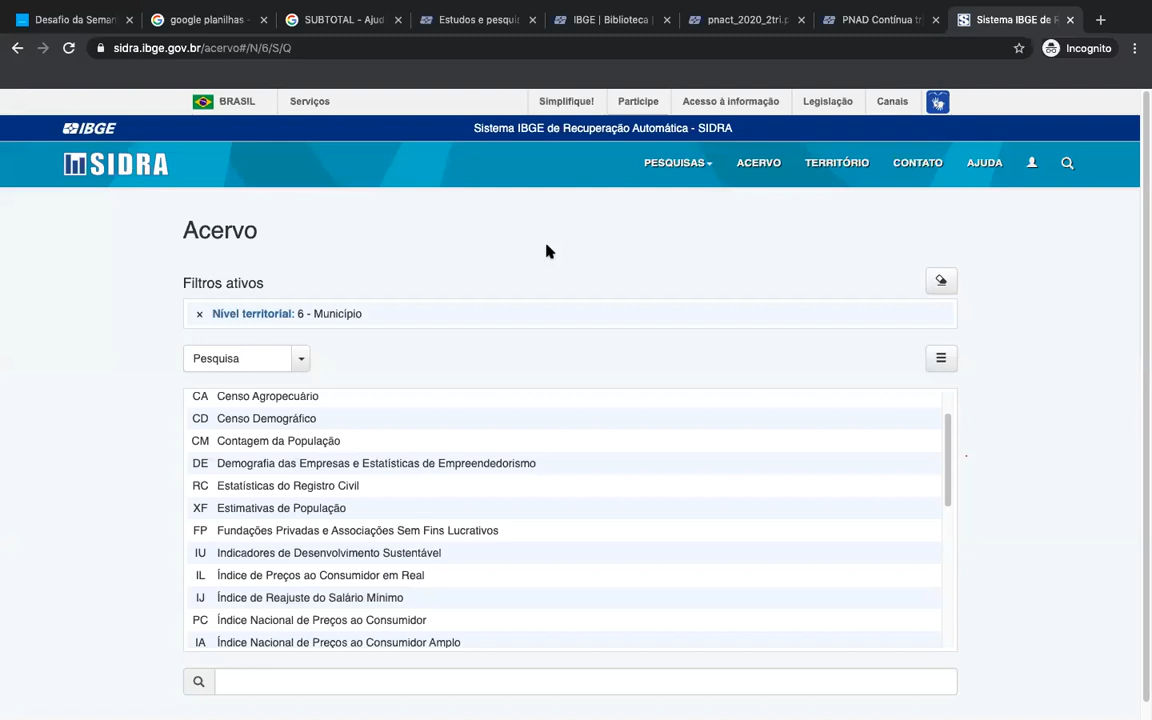 Desafio da Seman
google planilhas -
SUBTOTAL - Ajud
Estudos e pesqui
IBGE | Biblioteca |
pnact_2020_2tri.p
PNAD Contínua tr
Sistema IBGE de R
sidra.ibge.gov.br/acervo#/N/6/S/Q
Incognito
BRASIL
Serviços
Simplifique!
Participe
Acesso à informação
Legislação
Canais
IBGE
Sistema IBGE de Recuperação Automática - SIDRA
SIDRA
PESQUISAS
ACERVO
TERRITÓRIO
CONTATO
AJUDA
Acervo
Filtros ativos
× Nível territorial: 6 - Município
Pesquisa
CA Censo Agropecuário
CD Censo Demográfico
CM Contagem da População
DE Demografia das Empresas e Estatísticas de Empreendedorismo
RC Estatísticas do Registro Civil
XF Estimativas de População
FP Fundações Privadas e Associações Sem Fins Lucrativos
IU Indicadores de Desenvolvimento Sustentável
IL Índice de Preços ao Consumidor em Real
IJ Índice de Reajuste do Salário Mínimo
PC Índice Nacional de Preços ao Consumidor
IA Índice Nacional de Preços ao Consumidor Amplo